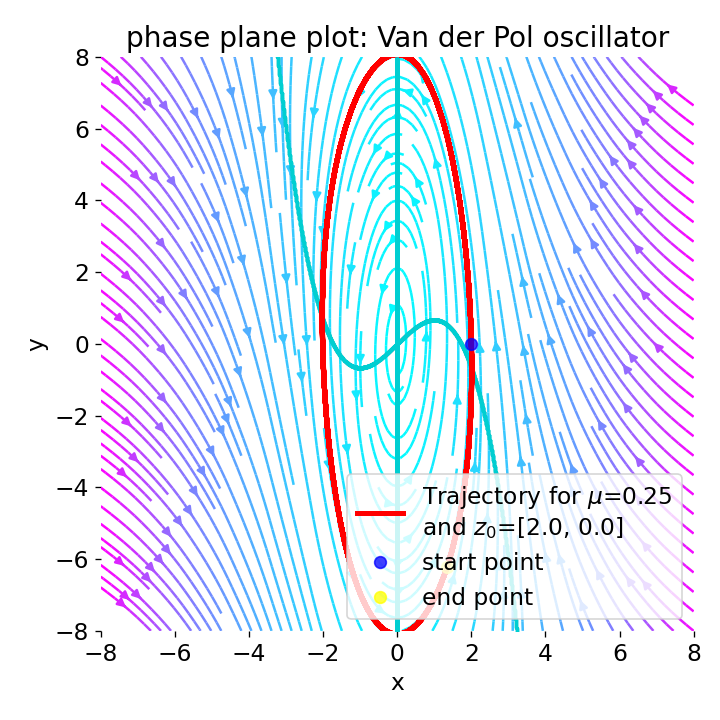 phase plane plot: Van der Pol oscillator
8
6
4
2
0
−2
−4
−6
−8
y
Trajectory for μ=0.25
and z₀=[2.0, 0.0]
start point
end point
−8 −6 −4 −2 0 2 4 6 8
x